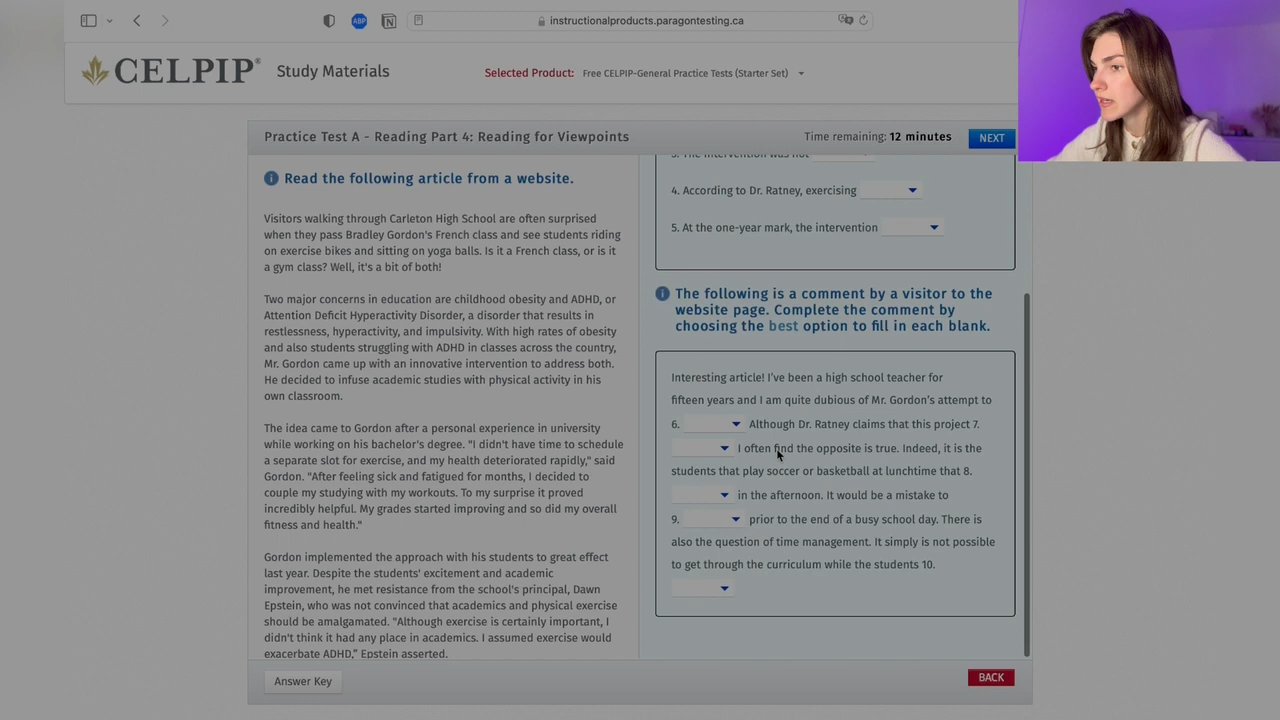 instructionalproducts.paragontesting.ca
ABP
CELPIP® Study Materials
Selected Product: Free CELPIP-General Practice Tests (Starter Set)
Practice Test A - Reading Part 4: Reading for Viewpoints
Time remaining: 12 minutes
NEXT
Read the following article from a website.
Visitors walking through Carleton High School are often surprised
when they pass Bradley Gordon's French class and see students riding
on exercise bikes and sitting on yoga balls. Is it a French class, or is it
a gym class? Well, it's a bit of both!
Two major concerns in education are childhood obesity and ADHD, or
Attention Deficit Hyperactivity Disorder, a disorder that results in
restlessness, hyperactivity, and impulsivity. With high rates of obesity
and also students struggling with ADHD in classes across the country,
Mr. Gordon came up with an innovative intervention to address both.
He decided to infuse academic studies with physical activity in his
own classroom.
The idea came to Gordon after a personal experience in university
while working on his bachelor's degree. "I didn't have time to schedule
a separate slot for exercise, and my health deteriorated rapidly," said
Gordon. "After feeling sick and fatigued for months, I decided to
couple my studying with my workouts. To my surprise it proved
incredibly helpful. My grades started improving and so did my overall
fitness and health."
Gordon implemented the approach with his students to great effect
last year. Despite the students' excitement and academic
improvement, he met resistance from the school's principal, Dawn
Epstein, who was not convinced that academics and physical exercise
should be amalgamated. "Although exercise is certainly important, I
didn't think it had any place in academics. I assumed exercise would
exacerbate ADHD," Epstein asserted.
3. The intervention was not
4. According to Dr. Ratney, exercising
5. At the one-year mark, the intervention
The following is a comment by a visitor to the
website page. Complete the comment by
choosing the best option to fill in each blank.
Interesting article! I've been a high school teacher for
fifteen years and I am quite dubious of Mr. Gordon's attempt to
6. Although Dr. Ratney claims that this project 7.
I often find the opposite is true. Indeed, it is the
students that play soccer or basketball at lunchtime that 8.
in the afternoon. It would be a mistake to
9. prior to the end of a busy school day. There is
also the question of time management. It simply is not possible
to get through the curriculum while the students 10.
Answer Key
BACK